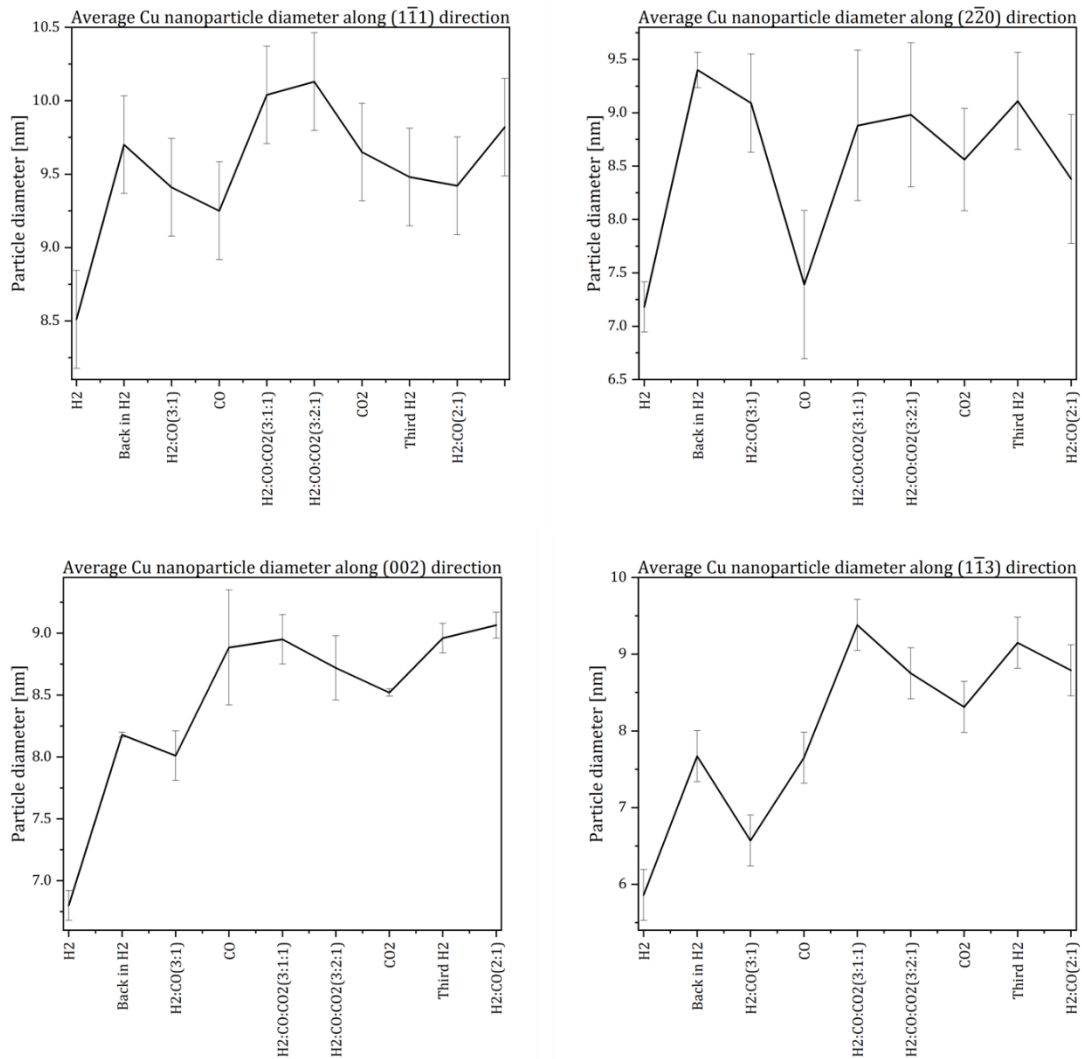 Average Cu nanoparticle diameter along (11̅1) direction
Particle diameter [nm]
10.5
10.0
9.5
9.0
8.5
H2
Back in H2
H2:CO(3:1)
CO
H2:CO:CO2(3:1:1)
H2:CO:CO2(3:2:1)
CO2
Third H2
H2:CO(2:1)
Average Cu nanoparticle diameter along (22̅0) direction
Particle diameter [nm]
9.5
9.0
8.5
8.0
7.5
7.0
6.5
H2
Back in H2
H2:CO(3:1)
CO
H2:CO:CO2(3:1:1)
H2:CO:CO2(3:2:1)
CO2
Third H2
H2:CO(2:1)
Average Cu nanoparticle diameter along (002) direction
Particle diameter [nm]
9.0
8.5
8.0
7.5
7.0
H2
Back in H2
H2:CO(3:1)
CO
H2:CO:CO2(3:1:1)
H2:CO:CO2(3:2:1)
CO2
Third H2
H2:CO(2:1)
Average Cu nanoparticle diameter along (11̅3) direction
Particle diameter [nm]
10
9
8
7
6
H2
Back in H2
H2:CO(3:1)
CO
H2:CO:CO2(3:1:1)
H2:CO:CO2(3:2:1)
CO2
Third H2
H2:CO(2:1)